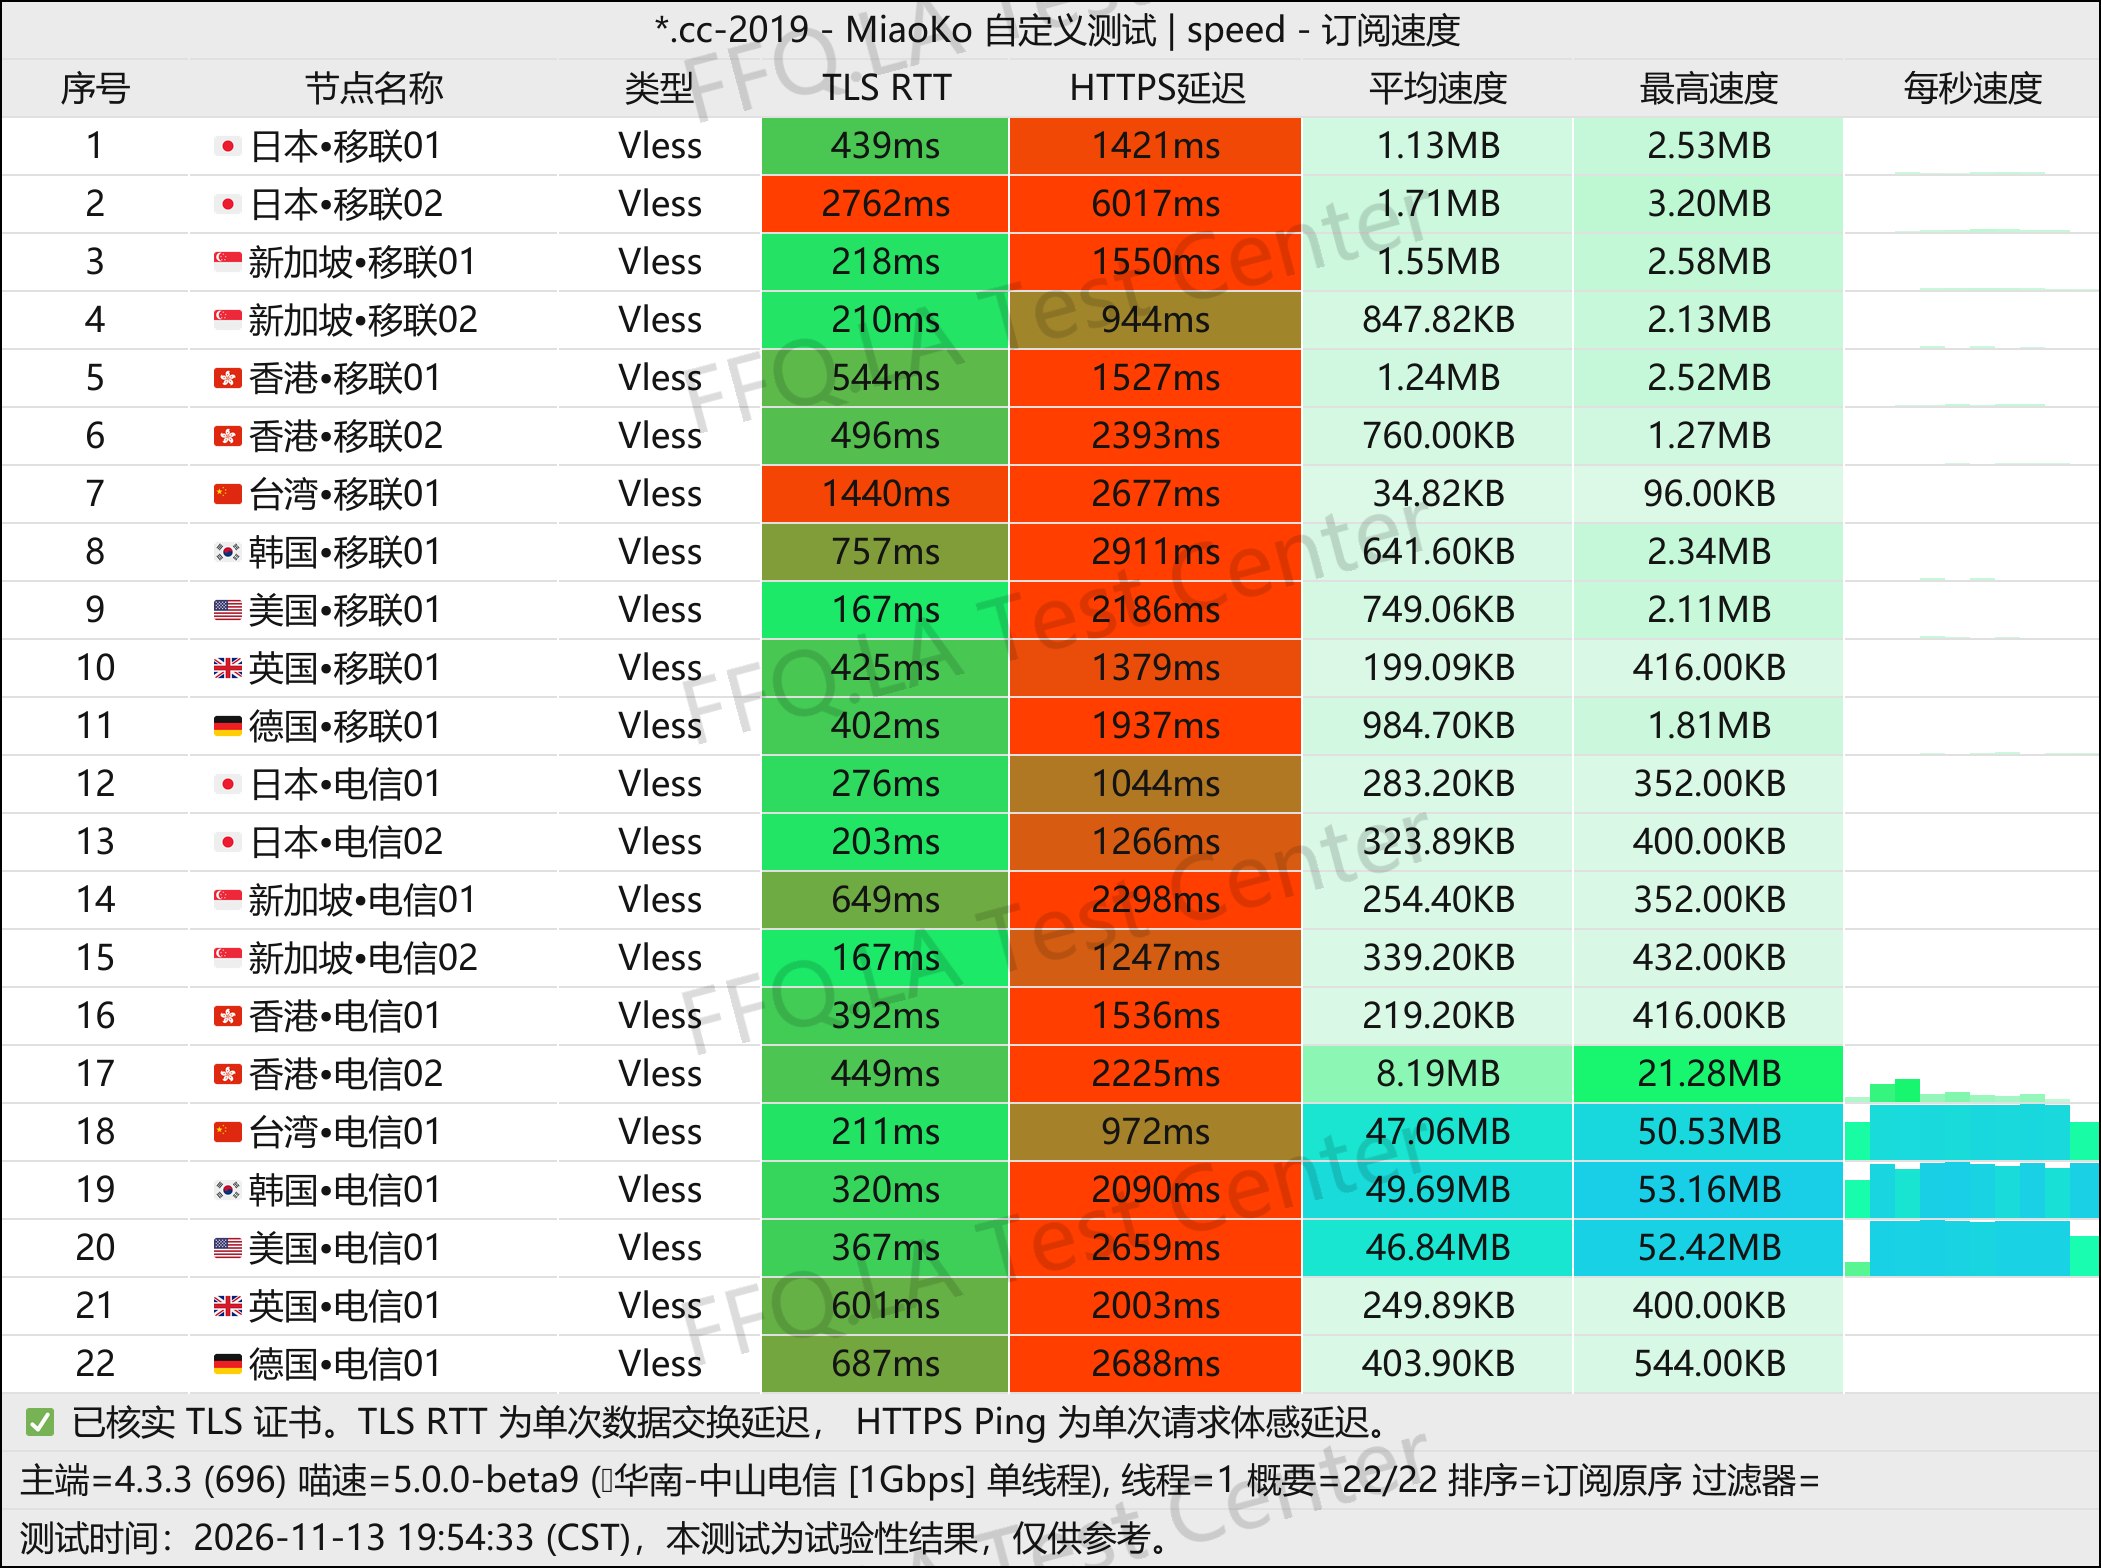 *.cc-2019 - MiaoKo 自定义测试 | speed - 订阅速度
序号 节点名称 类型 TLS RTT HTTPS延迟 平均速度 最高速度 每秒速度
1 日本•移联01 Vless 439ms 1421ms 1.13MB 2.53MB
2 日本•移联02 Vless 2762ms 6017ms 1.71MB 3.20MB
3 新加坡•移联01 Vless 218ms 1550ms 1.55MB 2.58MB
4 新加坡•移联02 Vless 210ms 944ms 847.82KB 2.13MB
5 香港•移联01 Vless 544ms 1527ms 1.24MB 2.52MB
6 香港•移联02 Vless 496ms 2393ms 760.00KB 1.27MB
7 台湾•移联01 Vless 1440ms 2677ms 34.82KB 96.00KB
8 韩国•移联01 Vless 757ms 2911ms 641.60KB 2.34MB
9 美国•移联01 Vless 167ms 2186ms 749.06KB 2.11MB
10 英国•移联01 Vless 425ms 1379ms 199.09KB 416.00KB
11 德国•移联01 Vless 402ms 1937ms 984.70KB 1.81MB
12 日本•电信01 Vless 276ms 1044ms 283.20KB 352.00KB
13 日本•电信02 Vless 203ms 1266ms 323.89KB 400.00KB
14 新加坡•电信01 Vless 649ms 2298ms 254.40KB 352.00KB
15 新加坡•电信02 Vless 167ms 1247ms 339.20KB 432.00KB
16 香港•电信01 Vless 392ms 1536ms 219.20KB 416.00KB
17 香港•电信02 Vless 449ms 2225ms 8.19MB 21.28MB
18 台湾•电信01 Vless 211ms 972ms 47.06MB 50.53MB
19 韩国•电信01 Vless 320ms 2090ms 49.69MB 53.16MB
20 美国•电信01 Vless 367ms 2659ms 46.84MB 52.42MB
21 英国•电信01 Vless 601ms 2003ms 249.89KB 400.00KB
22 德国•电信01 Vless 687ms 2688ms 403.90KB 544.00KB
✅ 已核实 TLS 证书。TLS RTT 为单次数据交换延迟， HTTPS Ping 为单次请求体感延迟。
主端=4.3.3 (696) 喵速=5.0.0-beta9 (▯华南-中山电信 [1Gbps] 单线程), 线程=1 概要=22/22 排序=订阅原序 过滤器=
测试时间：2026-11-13 19:54:33 (CST)，本测试为试验性结果，仅供参考。
FFQ.LA Test Center
FFQ.LA Test Center
FFQ.LA Test Center
FFQ.LA Test Center
FFQ.LA Test Center